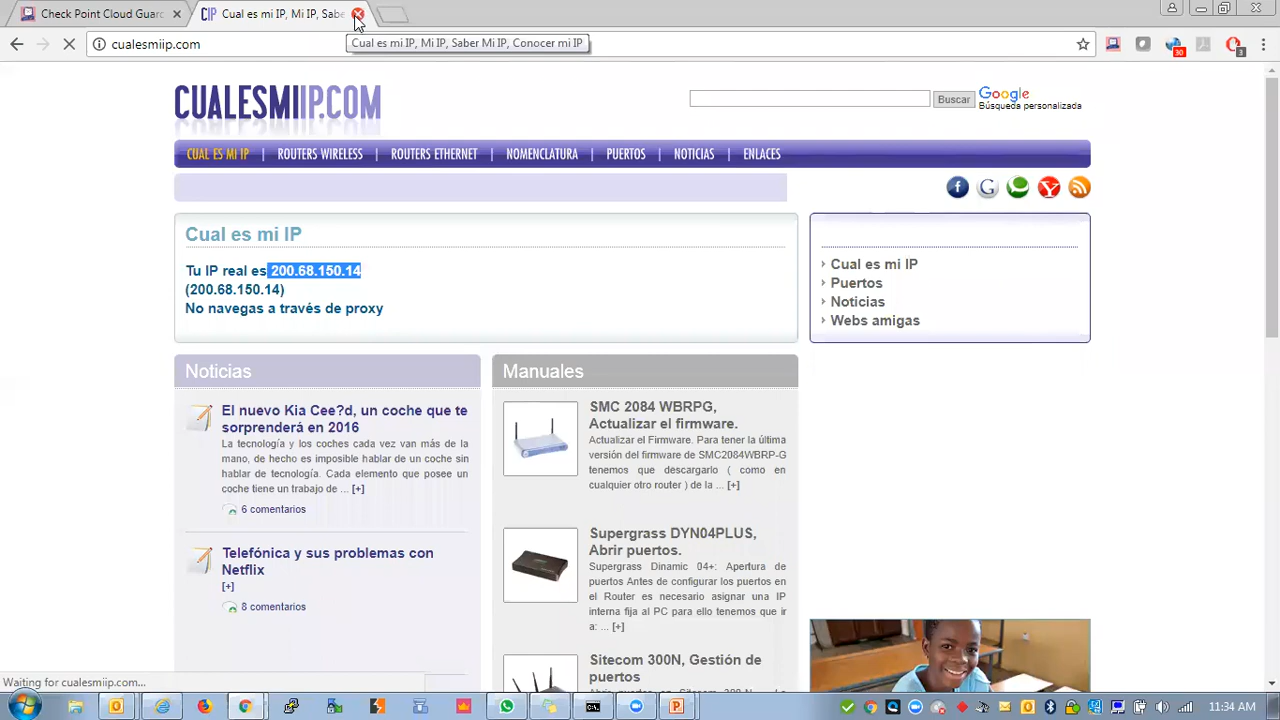 Check Point Cloud Guar
Cual es mi IP, Mi IP, Sabe
cualesmiip.com
Cual es mi IP, Mi IP, Saber Mi IP, Conocer mi IP
30
3
CUALESMIIP.COM
Buscar
Google
Búsqueda personalizada
CUAL ES Mi IP | ROUTERS WIRELESS | ROUTERS ETHERNET | NOMENCLATURA | PUERTOS | NOTICIAS | ENLACES
Cual es mi IP
Tu IP real es 200.68.150.14
(200.68.150.14)
No navegas a través de proxy
Cual es mi IP
Puertos
Noticias
Webs amigas
Noticias
El nuevo Kia Cee?d, un coche que te
sorprenderá en 2016
La tecnología y los coches cada vez van más de la
mano, de hecho es imposible hablar de un coche sin
hablar de tecnología. Cada elemento que posee un
coche tiene un trabajo de ... [+]
6 comentarios
Telefónica y sus problemas con
Netflix
[+]
8 comentarios
Manuales
SMC 2084 WBRPG,
Actualizar el firmware.
Actualizar el Firmware. Para tener la última
versión del firmware de SMC2084WBRP-G
tenemos que descargarlo ( como en
cualquier otro router ) de la ... [+]
Supergrass DYN04PLUS,
Abrir puertos.
Supergrass Dinamic 04+: Apertura de
puertos Antes de configurar los puertos en
el Router es necesario asignar una IP
interna fija al PC para ello tenemos que ir
a: ... [+]
Sitecom 300N, Gestión de
puertos
Waiting for cualesmiip.com...
11:34 AM